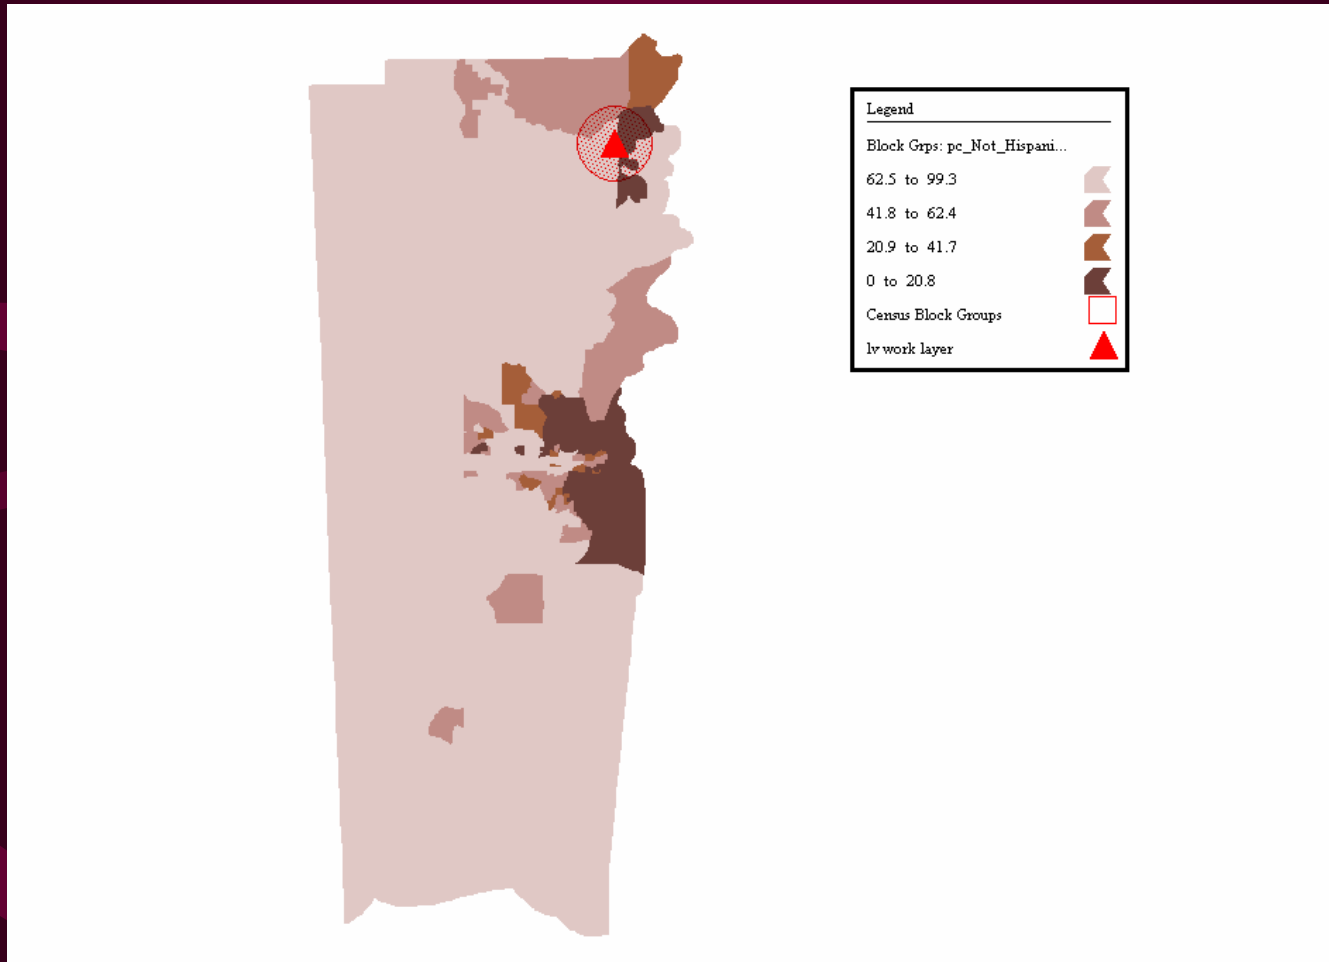 Legend
Block Grps: pc_Not_Hispani...
62.5 to 99.3
41.8 to 62.4
20.9 to 41.7
0 to 20.8
Census Block Groups
lv work layer